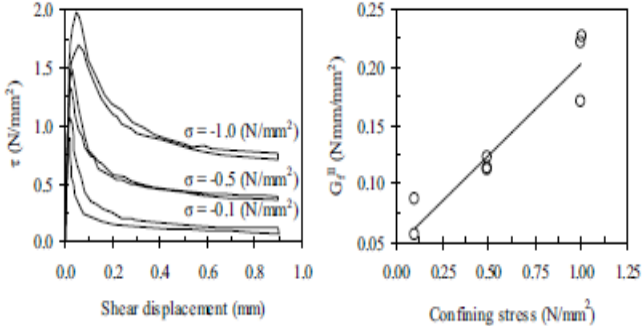 2.0
1.5
1.0
0.5
0.0
τ (N/mm²)
σ = -1.0 (N/mm²)
σ = -0.5 (N/mm²)
σ = -0.1 (N/mm²)
0.0 0.2 0.4 0.6 0.8 1.0
Shear displacement (mm)
0.25
0.20
0.15
0.10
0.05
G_f^II (Nmm/mm²)
0.00 0.25 0.50 0.75 1.00 1.25
Confining stress (N/mm²)